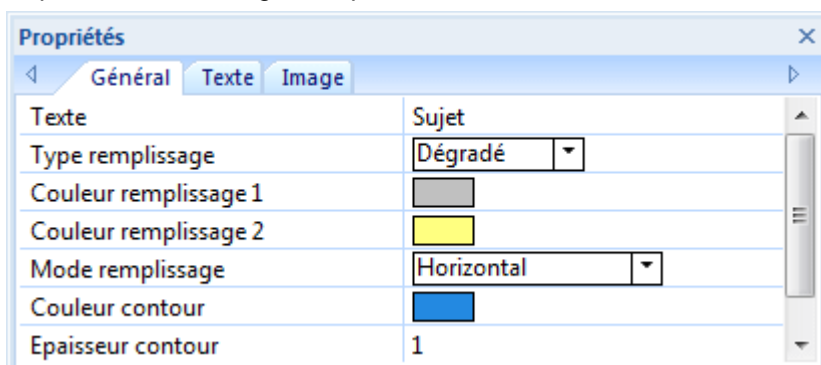 Propriétés
Général Texte Image
Texte Sujet
Type remplissage Dégradé
Couleur remplissage 1
Couleur remplissage 2
Mode remplissage Horizontal
Couleur contour
Epaisseur contour 1